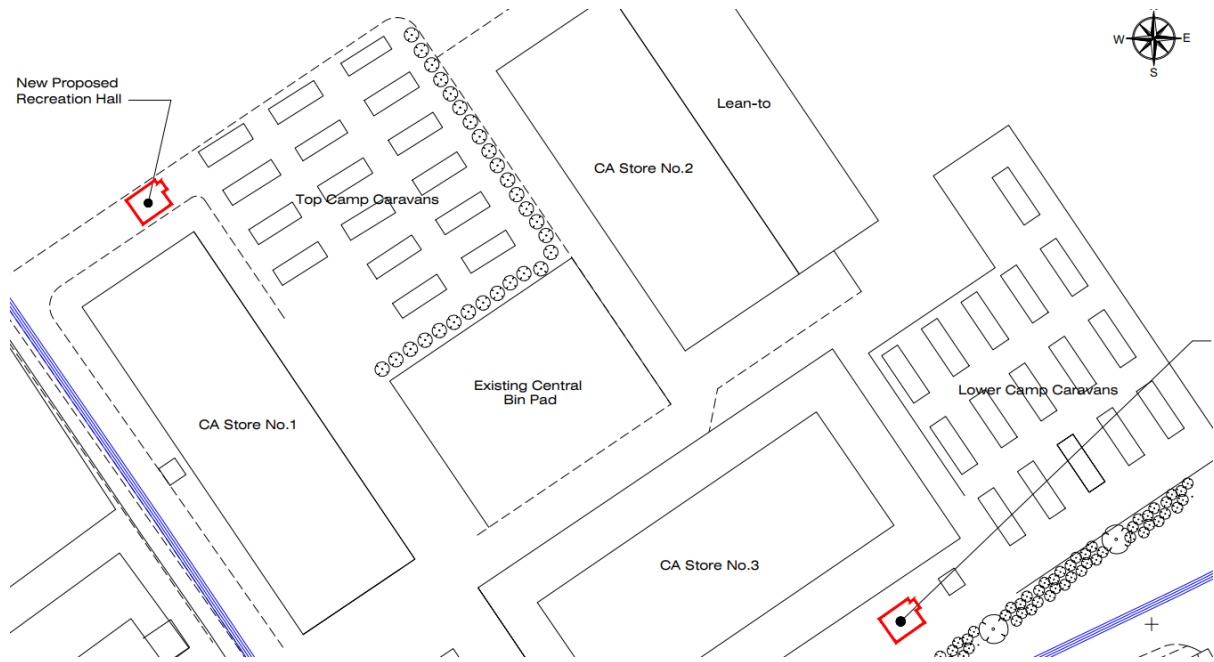 W
E
S
New Proposed
Recreation Hall
Lean-to
CA Store No.2
Top Camp Caravans
Existing Central
Bin Pad
Lower Camp Caravans
CA Store No.1
CA Store No.3